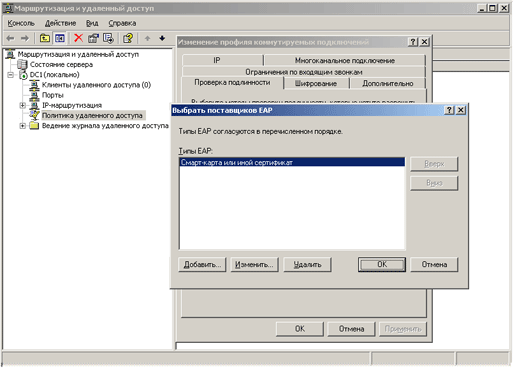 Маршрутизация и удаленный доступ
Консоль Действие Вид Справка
Маршрутизация и удаленный доступ
Состояние сервера
DC1 (локально)
Клиенты удаленного доступа (0)
Порты
IP-маршрутизация
Политика удаленного доступа
Ведение журнала удаленного доступа
Изменение профиля коммутируемых подключений
IP Многоканальное подключение
Ограничения по входящим звонкам
Проверка подлинности Шифрование Дополнительно
Выбрать поставщиков EAP
Типы EAP согласуются в перечисленном порядке.
Типы EAP:
Смарт-карта или иной сертификат
Вверх
Вниз
Добавить... Изменить... Удалить OK Отмена
OK Отмена Применить